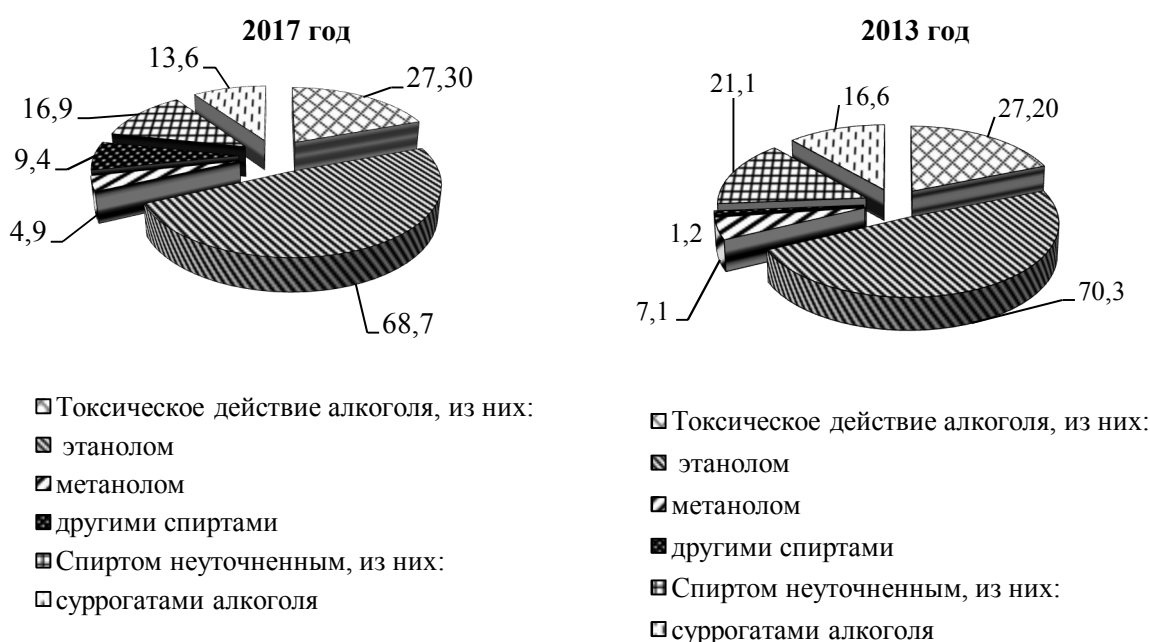 2017 год
13,6
27,30
16,9
9,4
4,9
68,7
Токсическое действие алкоголя, из них:
этанолом
метанолом
другими спиртами
Спиртом неуточненным, из них:
суррогатами алкоголя
2013 год
21,1
16,6
27,20
1,2
7,1
70,3
Токсическое действие алкоголя, из них:
этанолом
метанолом
другими спиртами
Спиртом неуточненным, из них:
суррогатами алкоголя